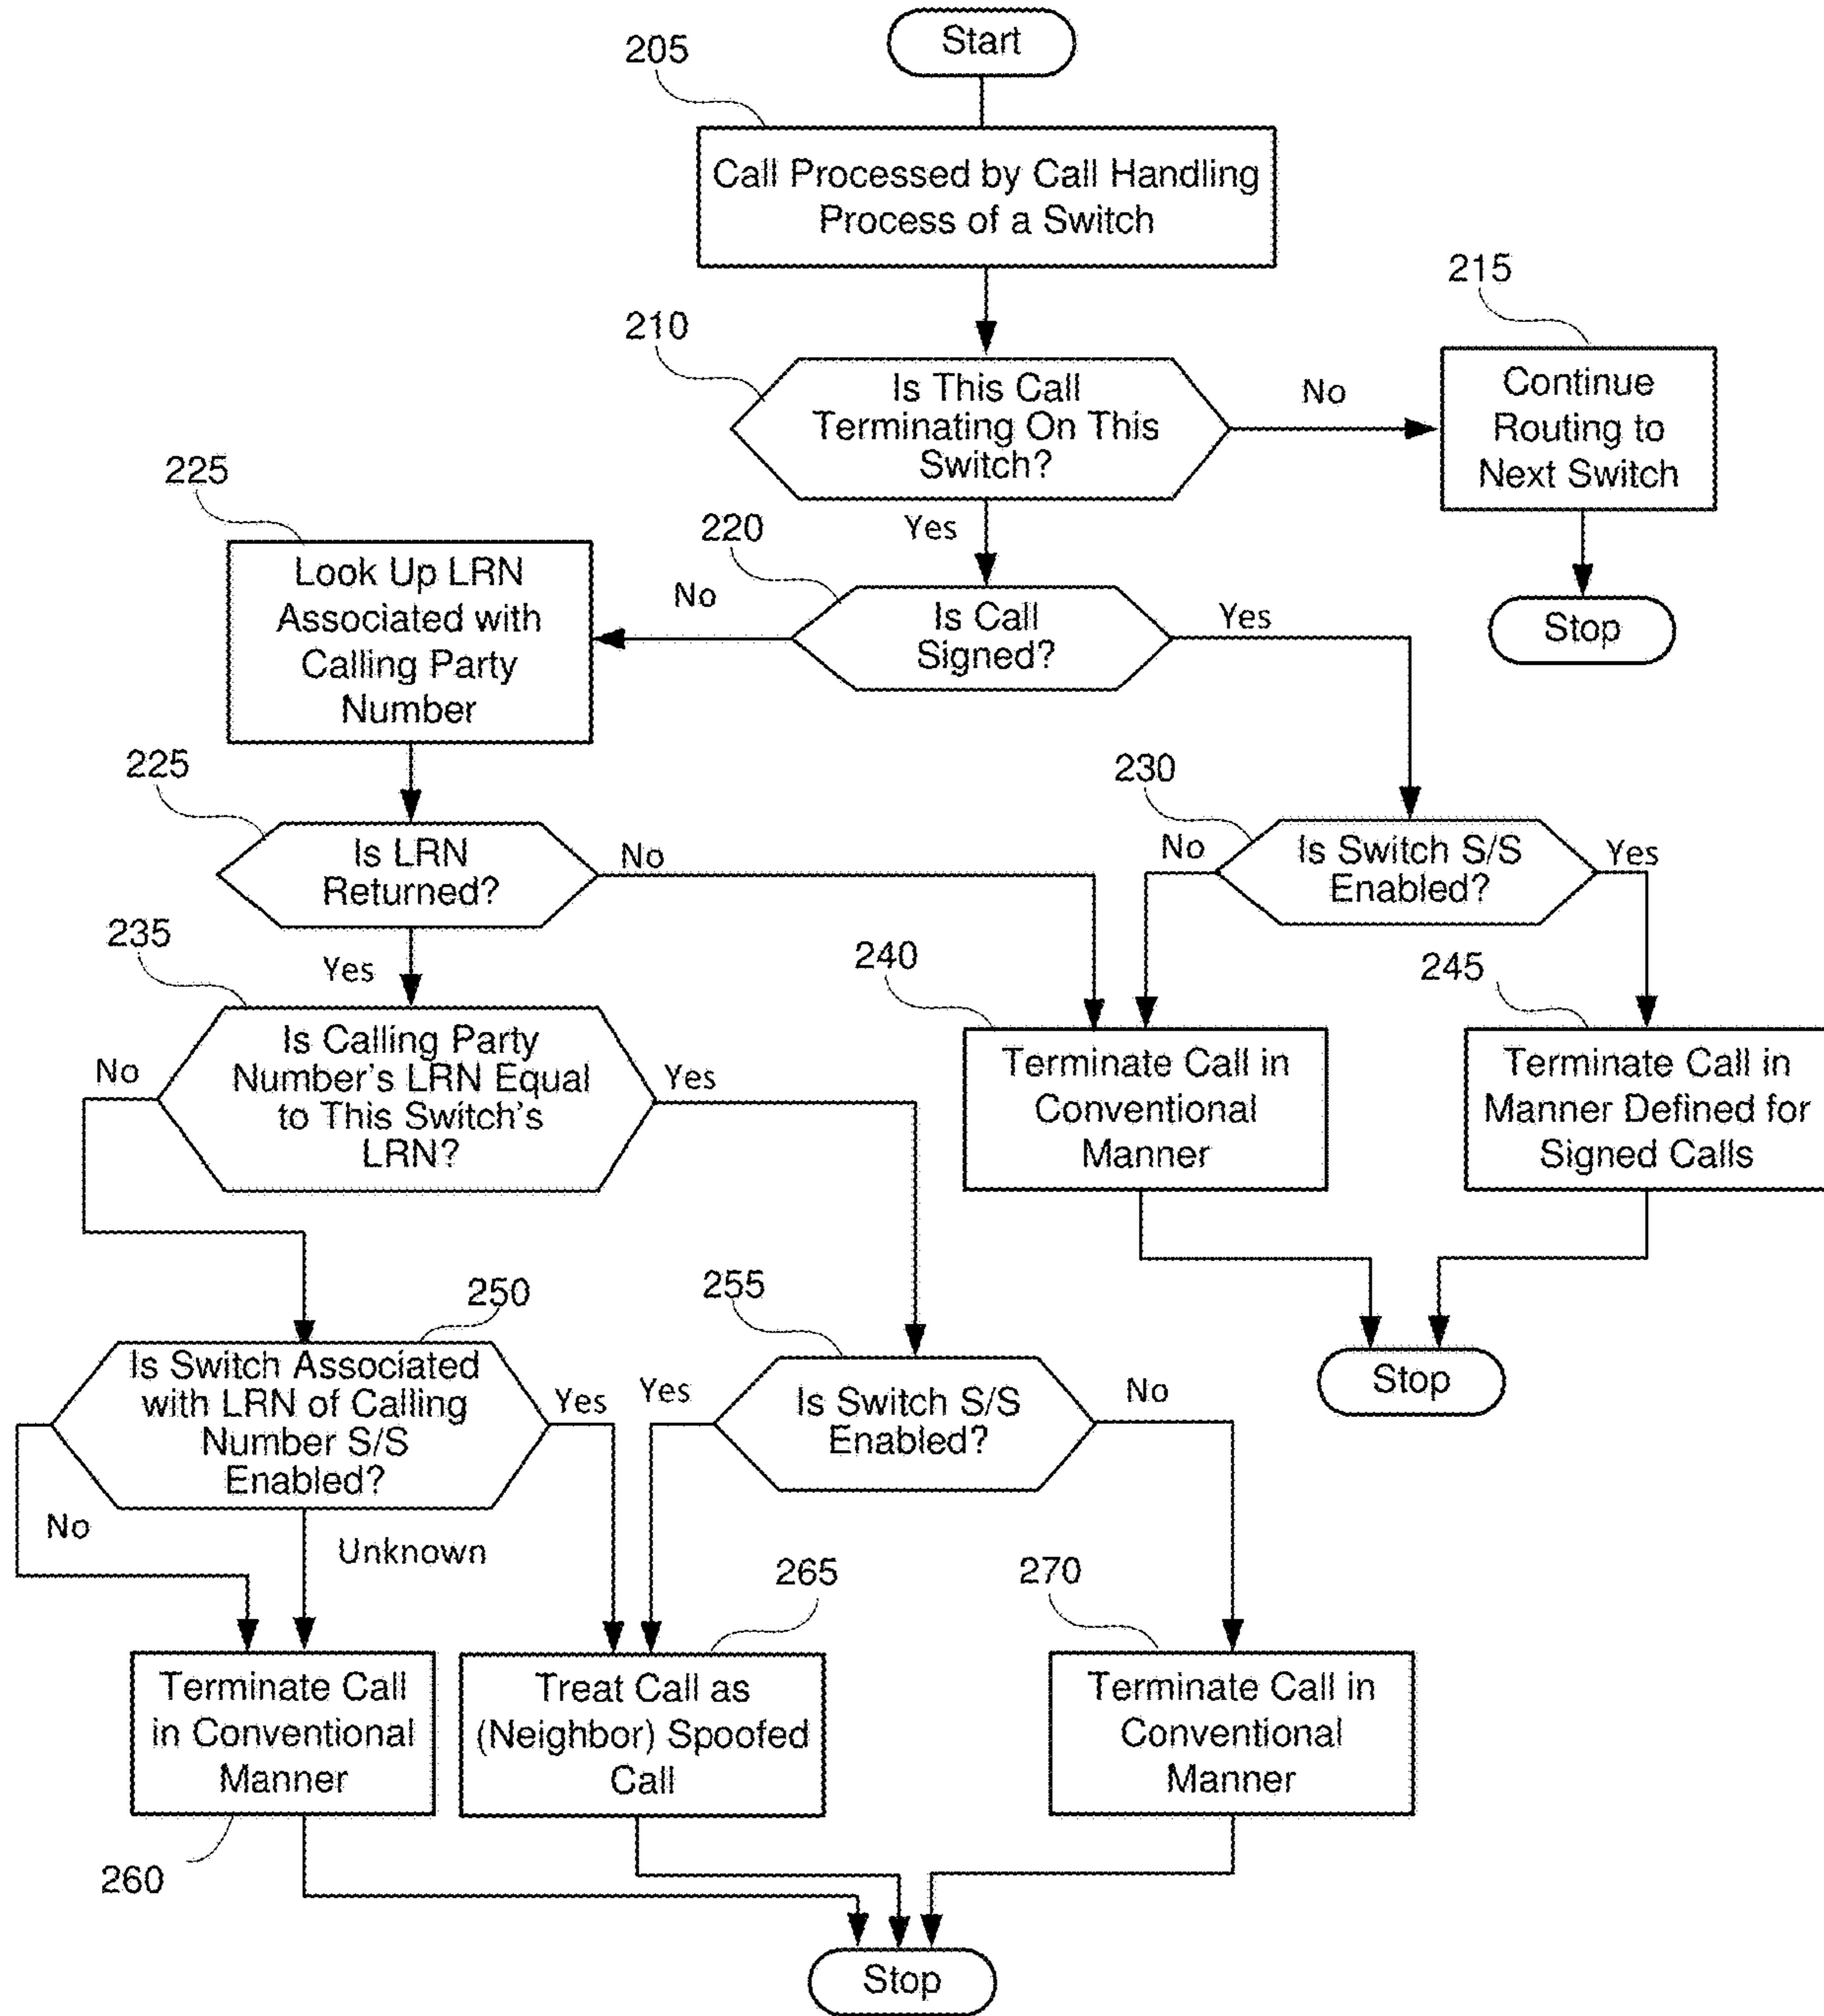 Start
205
Call Processed by Call Handling
Process of a Switch
210
Is This Call
Terminating On This
Switch?
No
215
Continue
Routing to
Next Switch
Stop
Yes
220
Is Call
Signed?
No
Yes
225
Look Up LRN
Associated with
Calling Party
Number
225
Is LRN
Returned?
No
Yes
230
Is Switch S/S
Enabled?
No
Yes
235
Is Calling Party
Number's LRN Equal
to This Switch's
LRN?
No
Yes
240
Terminate Call in
Conventional
Manner
245
Terminate Call in
Manner Defined for
Signed Calls
Stop
250
Is Switch Associated
with LRN of Calling
Number S/S
Enabled?
No
Unknown
Yes
255
Is Switch S/S
Enabled?
Yes
No
Terminate Call
in Conventional
Manner
260
265
Treat Call as
(Neighbor) Spoofed
Call
270
Terminate Call in
Conventional
Manner
Stop